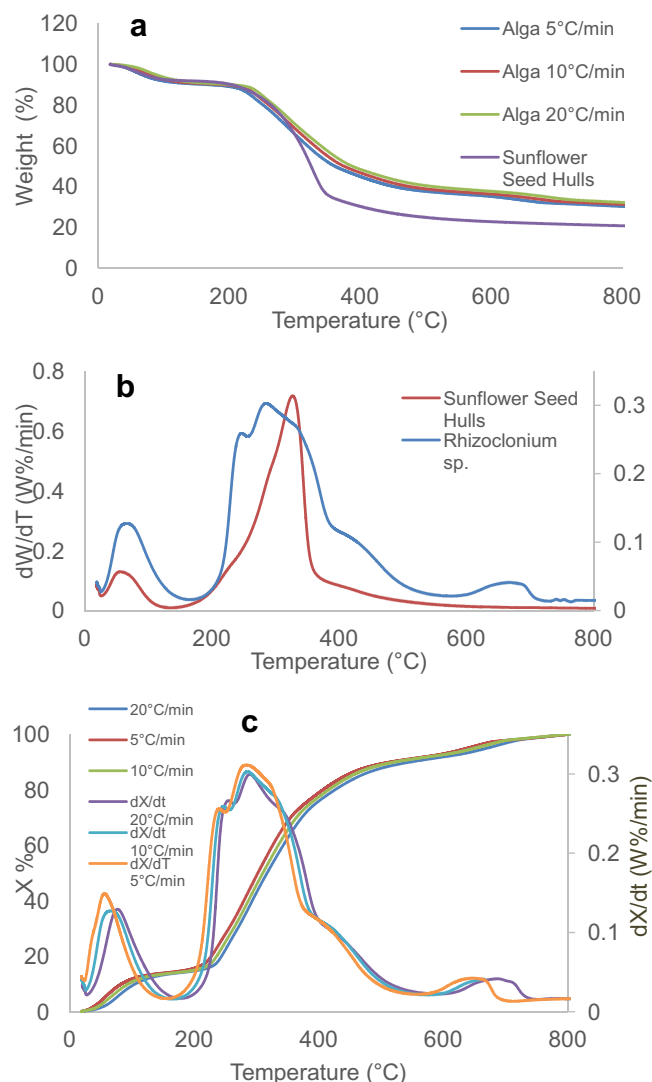 a
120
100
80
60
40
20
0
Weight (%)
Alga 5°C/min
Alga 10°C/min
Alga 20°C/min
Sunflower
Seed Hulls
0 200 400 600 800
Temperature (°C)
b
0.8
0.6
0.4
0.2
0
dW/dT (W%/min)
Sunflower Seed
Hulls
Rhizoclonium
sp.
0.3
0.2
0.1
0
0 200 400 600 800
Temperature (°C)
c
20°C/min
5°C/min
10°C/min
dX/dt
20°C/min
dX/dt
10°C/min
dX/dT
5°C/min
100
80
60
40
20
0
X %
0.3
0.2
0.1
0
dX/dt (W%/min)
0 200 400 600 800
Temperature (°C)